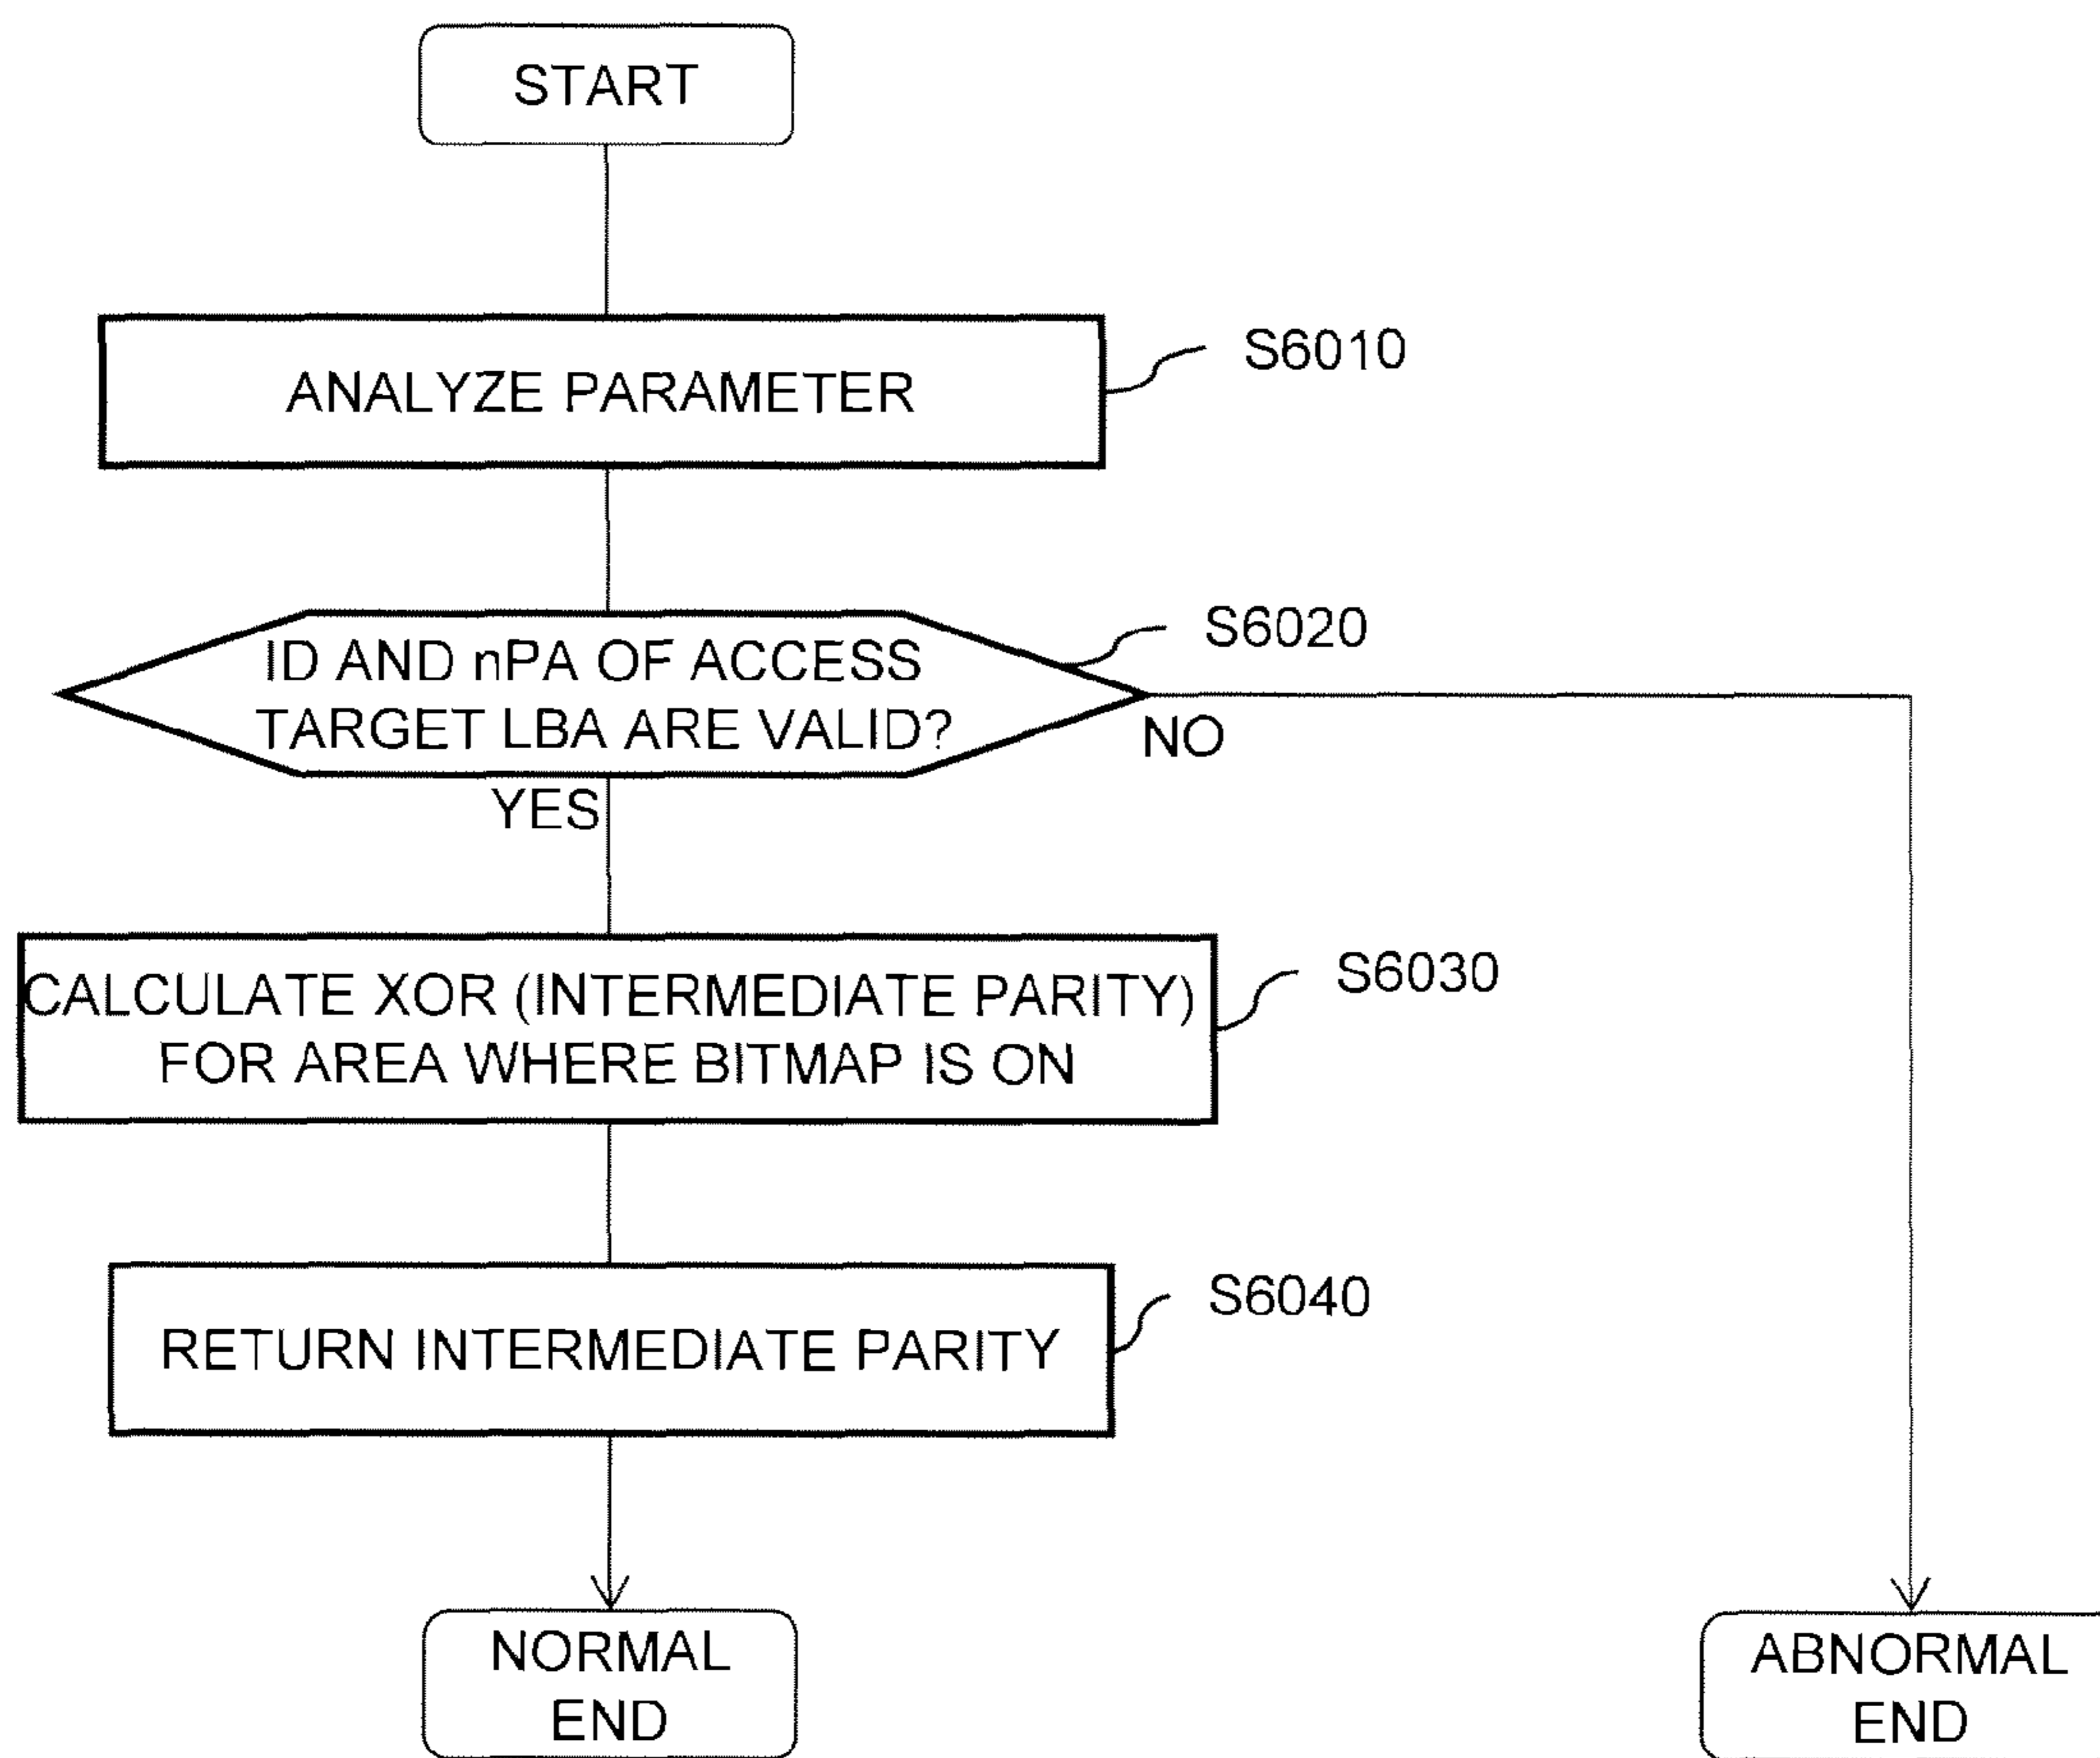 START
ANALYZE PARAMETER
S6010
ID AND nPA OF ACCESS
TARGET LBA ARE VALID?
S6020
NO
YES
CALCULATE XOR (INTERMEDIATE PARITY)
FOR AREA WHERE BITMAP IS ON
S6030
RETURN INTERMEDIATE PARITY
S6040
NORMAL
END
ABNORMAL
END